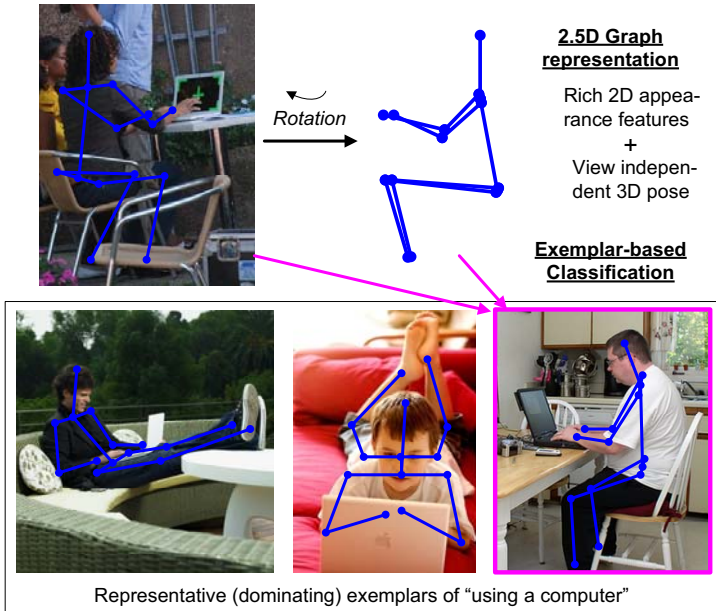 2.5D Graph
representation
Rich 2D appea-
rance features
+
View indepen-
dent 3D pose
Rotation
Exemplar-based
Classification
Representative (dominating) exemplars of “using a computer”